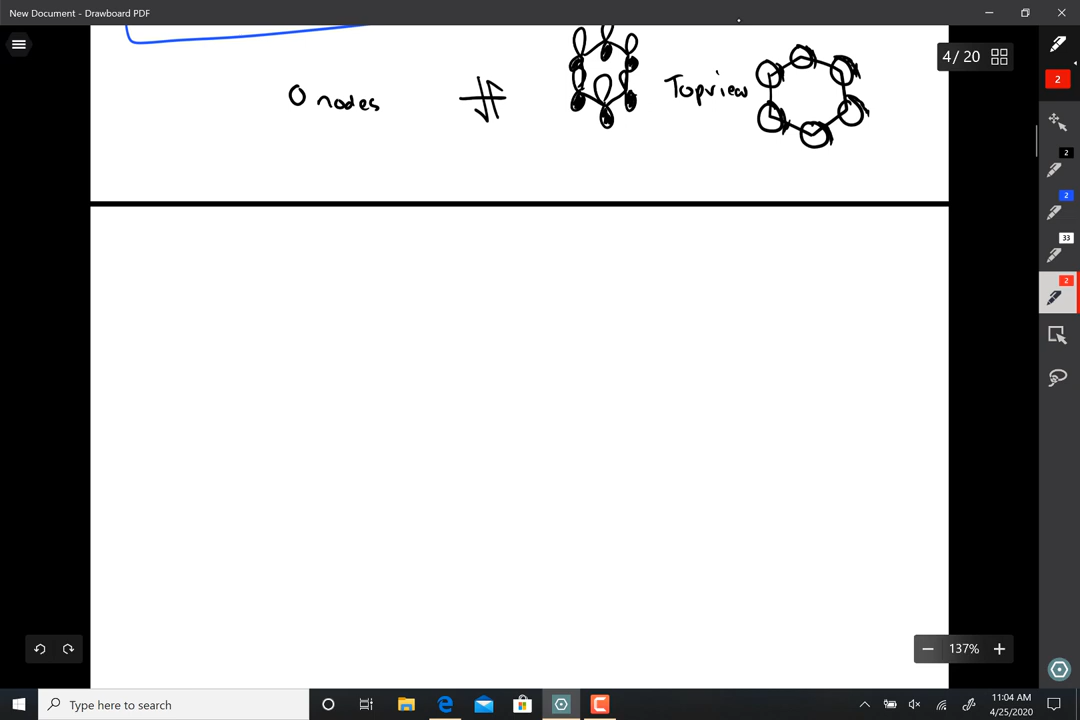 New Document - Drawboard PDF
4/20
2
O nodes
Topview
2
2
33
2
137%
Type here to search
11:04 AM
4/25/2020